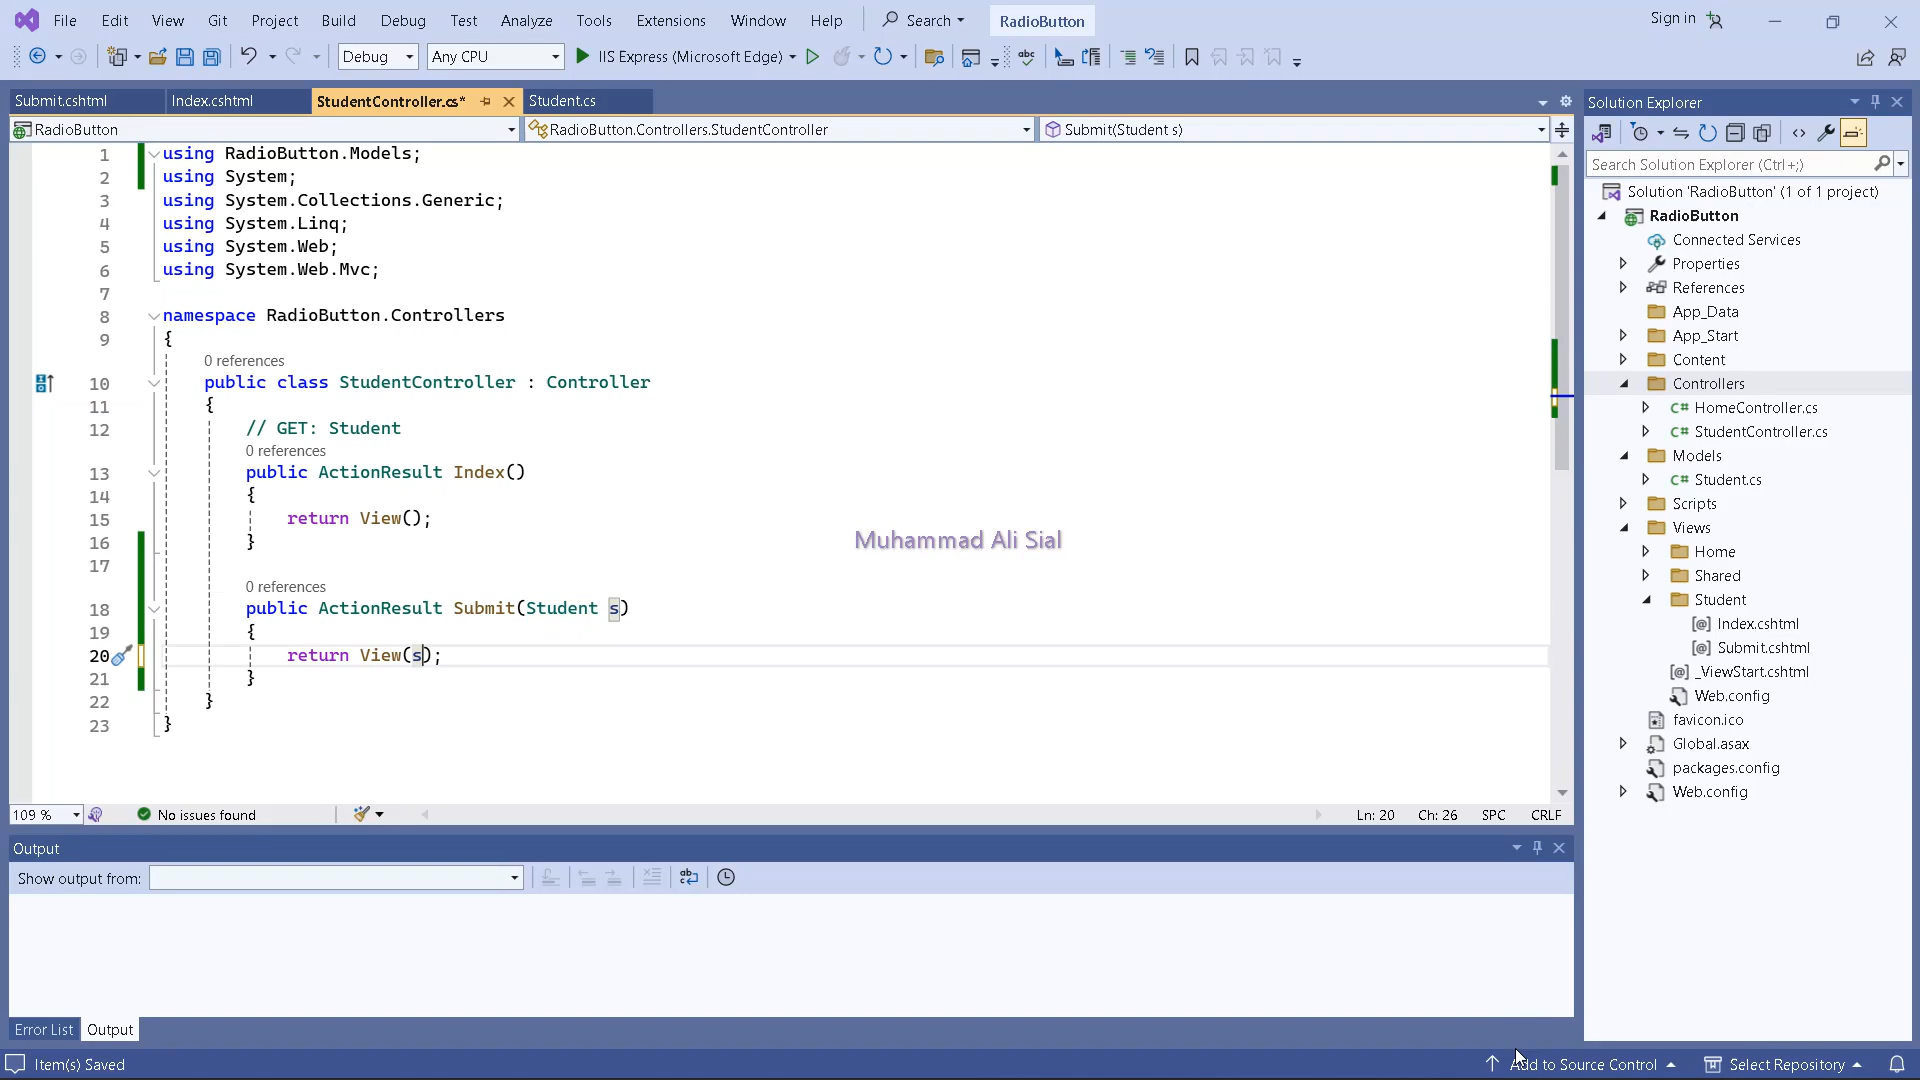 File Edit View Git Project Build Debug Test Analyze Tools Extensions Window Help Search RadioButton Sign in
Debug Any CPU IIS Express (Microsoft Edge)
Submit.cshtml Index.cshtml StudentController.cs* Student.cs
RadioButton RadioButton.Controllers.StudentController Submit(Student s)
1 using RadioButton.Models;
2 using System;
3 using System.Collections.Generic;
4 using System.Linq;
5 using System.Web;
6 using System.Web.Mvc;
7
8 namespace RadioButton.Controllers
9 {
0 references
10 public class StudentController : Controller
11 {
12 // GET: Student
0 references
13 public ActionResult Index()
14 {
15 return View();
16 }
17
0 references
18 public ActionResult Submit(Student s)
19 {
20 return View(s);
21 }
22 }
23 }
Muhammad Ali Sial
109 % No issues found Ln: 20 Ch: 26 SPC CRLF
Output
Show output from:
Error List Output
Item(s) Saved Add to Source Control Select Repository
Solution Explorer
Search Solution Explorer (Ctrl+;)
Solution 'RadioButton' (1 of 1 project)
RadioButton
Connected Services
Properties
References
App_Data
App_Start
Content
Controllers
C# HomeController.cs
C# StudentController.cs
Models
C# Student.cs
Scripts
Views
Home
Shared
Student
[@] Index.cshtml
[@] Submit.cshtml
[@] _ViewStart.cshtml
Web.config
favicon.ico
Global.asax
packages.config
Web.config